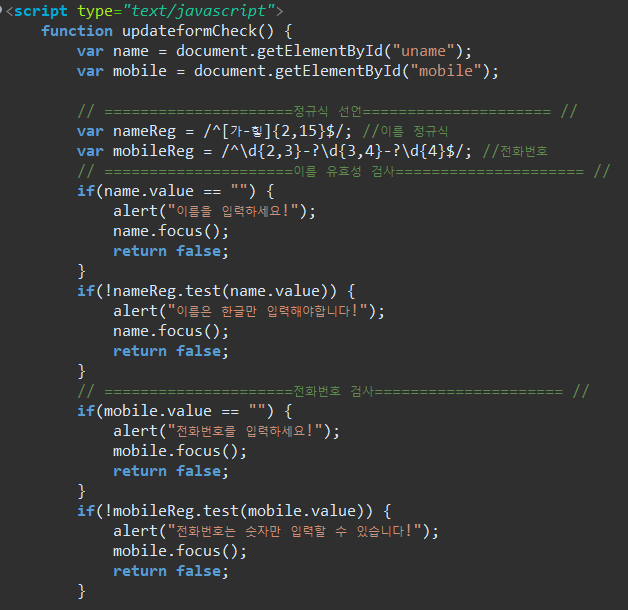 <script type="text/javascript">
function updateformCheck() {
var name = document.getElementById("uname");
var mobile = document.getElementById("mobile");
// =====================정규식 선언===================== //
var nameReg = /^[가-힣]{2,15}$/; //이름 정규식
var mobileReg = /^\d{2,3}-?\d{3,4}-?\d{4}$/; //전화번호
// =====================이름 유효성 검사===================== //
if(name.value == "") {
alert("이름을 입력하세요!");
name.focus();
return false;
}
if(!nameReg.test(name.value)) {
alert("이름은 한글만 입력해야합니다!");
name.focus();
return false;
}
// =====================전화번호 검사===================== //
if(mobile.value == "") {
alert("전화번호를 입력하세요!");
mobile.focus();
return false;
}
if(!mobileReg.test(mobile.value)) {
alert("전화번호는 숫자만 입력할 수 있습니다!");
mobile.focus();
return false;
}